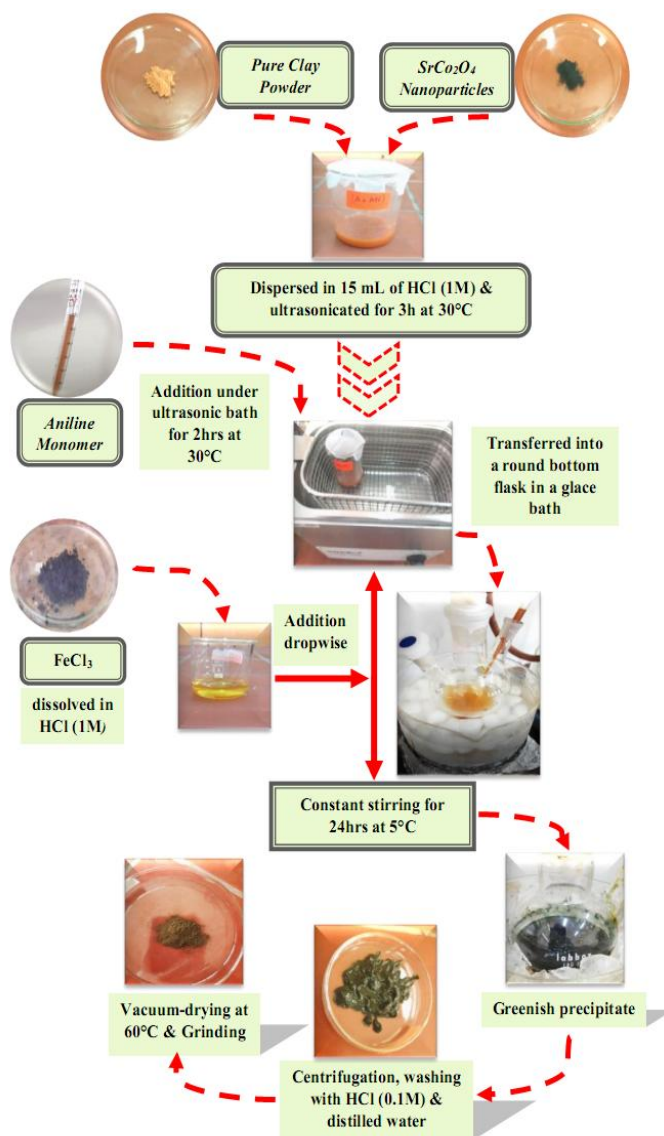 Pure Clay
Powder
SrCo₂O₄
Nanoparticles
Dispersed in 15 mL of HCl (1M) &
ultrasonicated for 3h at 30°C
Aniline
Monomer
Addition under
ultrasonic bath
for 2hrs at
30°C
Transferred into
a round bottom
flask in a glace
bath
FeCl₃
dissolved in
HCl (1M)
Addition
dropwise
Constant stirring for
24hrs at 5°C
Greenish precipitate
Centrifugation, washing
with HCl (0.1M) &
distilled water
Vacuum-drying at
60°C & Grinding